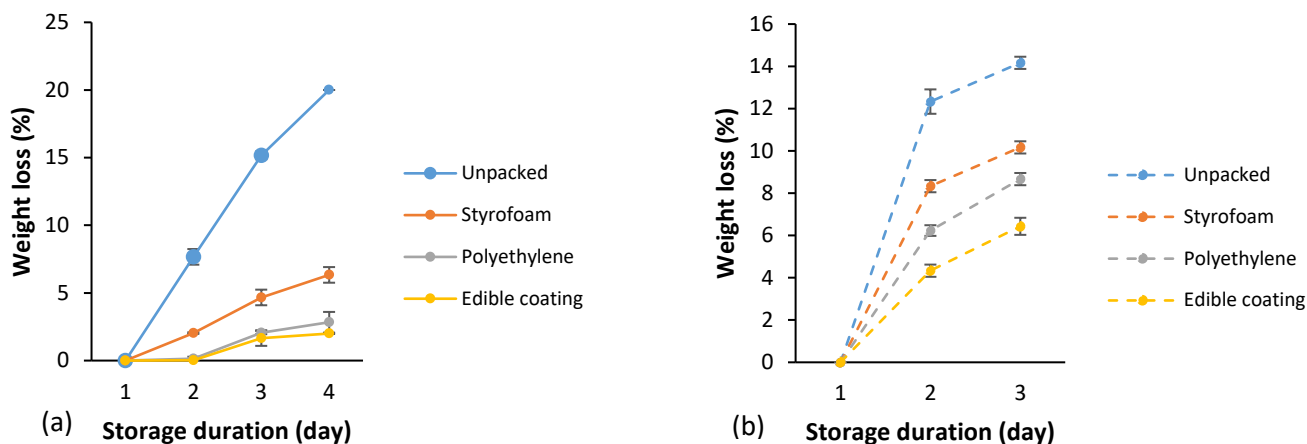 25
20
15
10
5
0
Weight loss (%)
1 2 3 4
(a)
Storage duration (day)
Unpacked
Styrofoam
Polyethylene
Edible coating
16
14
12
10
8
6
4
2
0
Weight loss (%)
1 2 3
(b)
Storage duration (day)
Unpacked
Styrofoam
Polyethylene
Edible coating